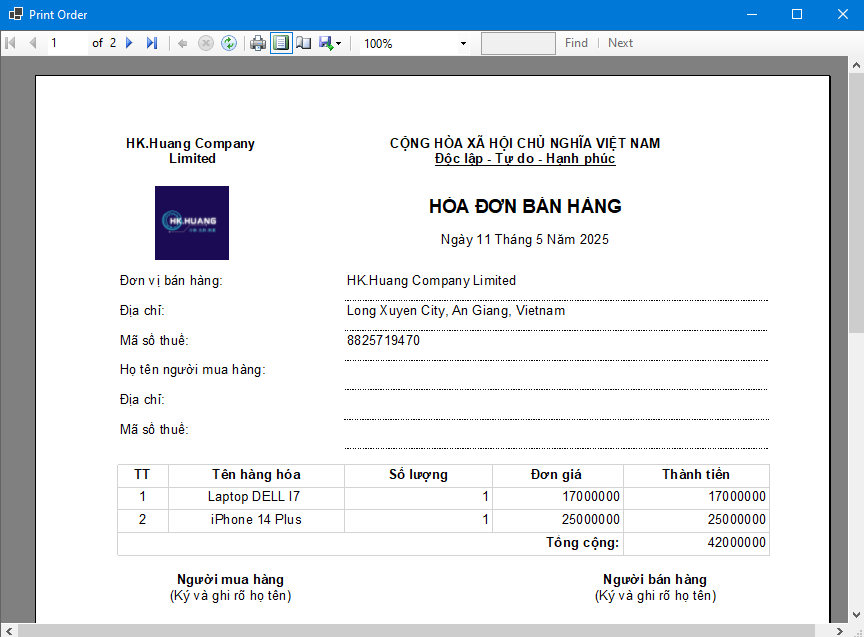 Print Order
1 of 2 100% Find Next
HK.Huang Company
Limited
CỘNG HÒA XÃ HỘI CHỦ NGHĨA VIỆT NAM
Độc lập - Tự do - Hạnh phúc
HK.HUANG
HÓA ĐƠN BÁN HÀNG
Ngày 11 Tháng 5 Năm 2025
Đơn vị bán hàng: HK.Huang Company Limited
Địa chỉ: Long Xuyen City, An Giang, Vietnam
Mã số thuế: 8825719470
Họ tên người mua hàng:
Địa chỉ:
Mã số thuế:
TT Tên hàng hóa Số lượng Đơn giá Thành tiền
1 Laptop DELL I7 1 17000000 17000000
2 iPhone 14 Plus 1 25000000 25000000
Tổng cộng: 42000000
Người mua hàng Người bán hàng
(Ký và ghi rõ họ tên) (Ký và ghi rõ họ tên)